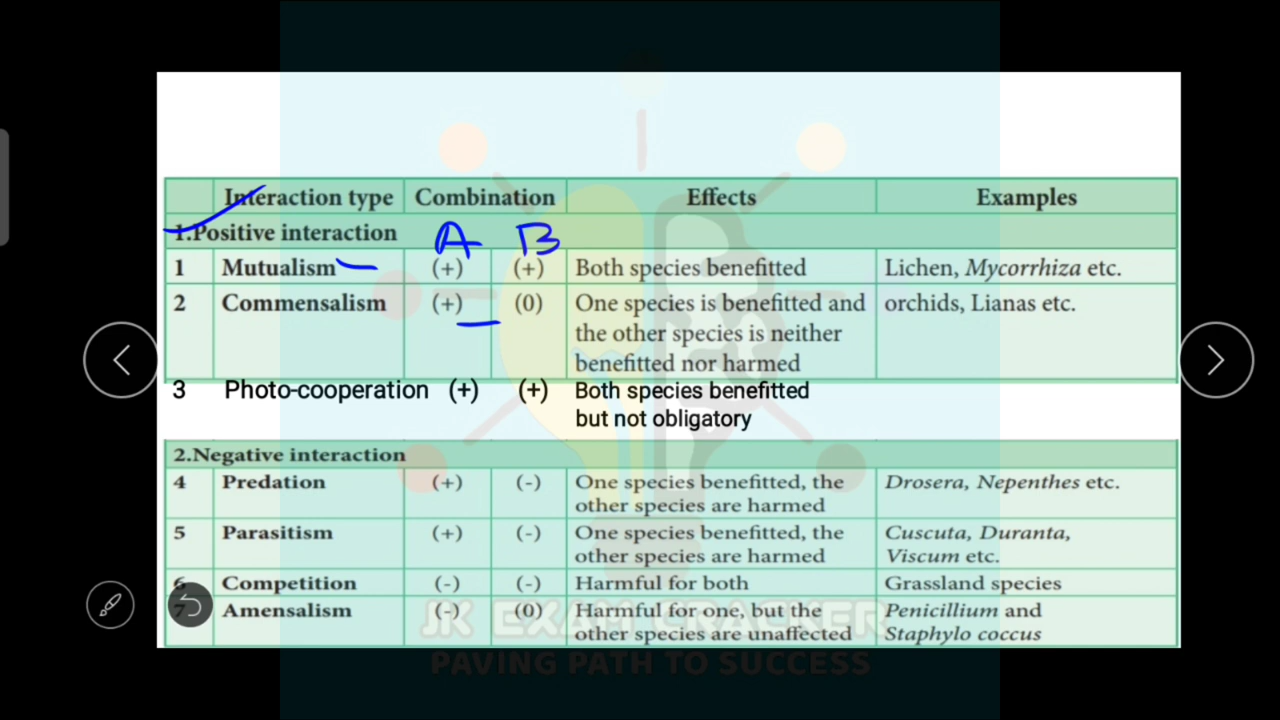 Interaction type Combination Effects Examples
1.Positive interaction
A B
1 Mutualism (+) (+) Both species benefitted Lichen, Mycorrhiza etc.
2 Commensalism (+) (0) One species is benefitted and orchids, Lianas etc.
the other species is neither
benefitted nor harmed
3 Photo-cooperation (+) (+) Both species benefitted
but not obligatory
2.Negative interaction
4 Predation (+) (-) One species benefitted, the Drosera, Nepenthes etc.
other species are harmed
5 Parasitism (+) (-) One species benefitted, the Cuscuta, Duranta,
other species are harmed Viscum etc.
6 Competition (-) (-) Harmful for both Grassland species
7 Amensalism (-) (0) Harmful for one, but the Penicillium and
other species are unaffected Staphylo coccus
JK EXAM CRACKER
PAVING PATH TO SUCCESS